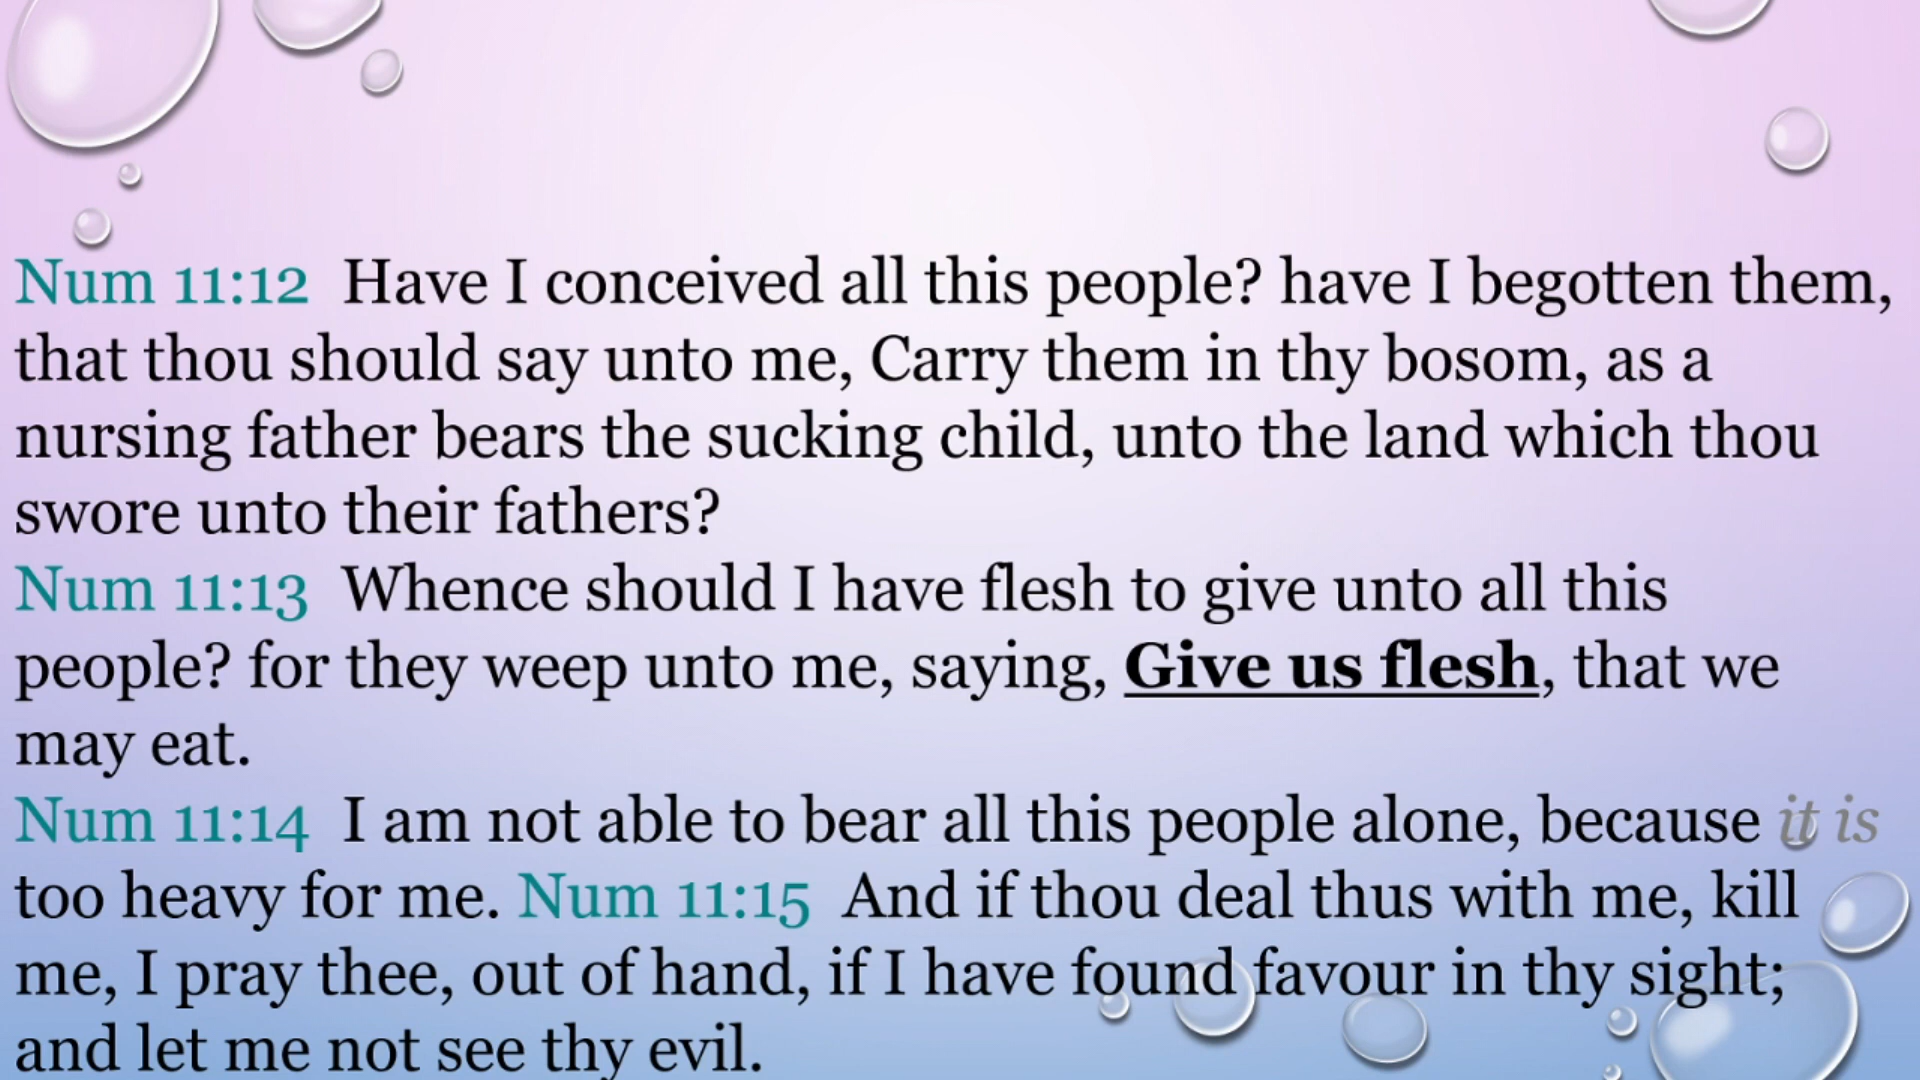 Num 11:12  Have I conceived all this people? have I begotten them,
that thou should say unto me, Carry them in thy bosom, as a
nursing father bears the sucking child, unto the land which thou
swore unto their fathers?
Num 11:13  Whence should I have flesh to give unto all this
people? for they weep unto me, saying, Give us flesh, that we
may eat.
Num 11:14  I am not able to bear all this people alone, because it is
too heavy for me. Num 11:15  And if thou deal thus with me, kill
me, I pray thee, out of hand, if I have found favour in thy sight;
and let me not see thy evil.